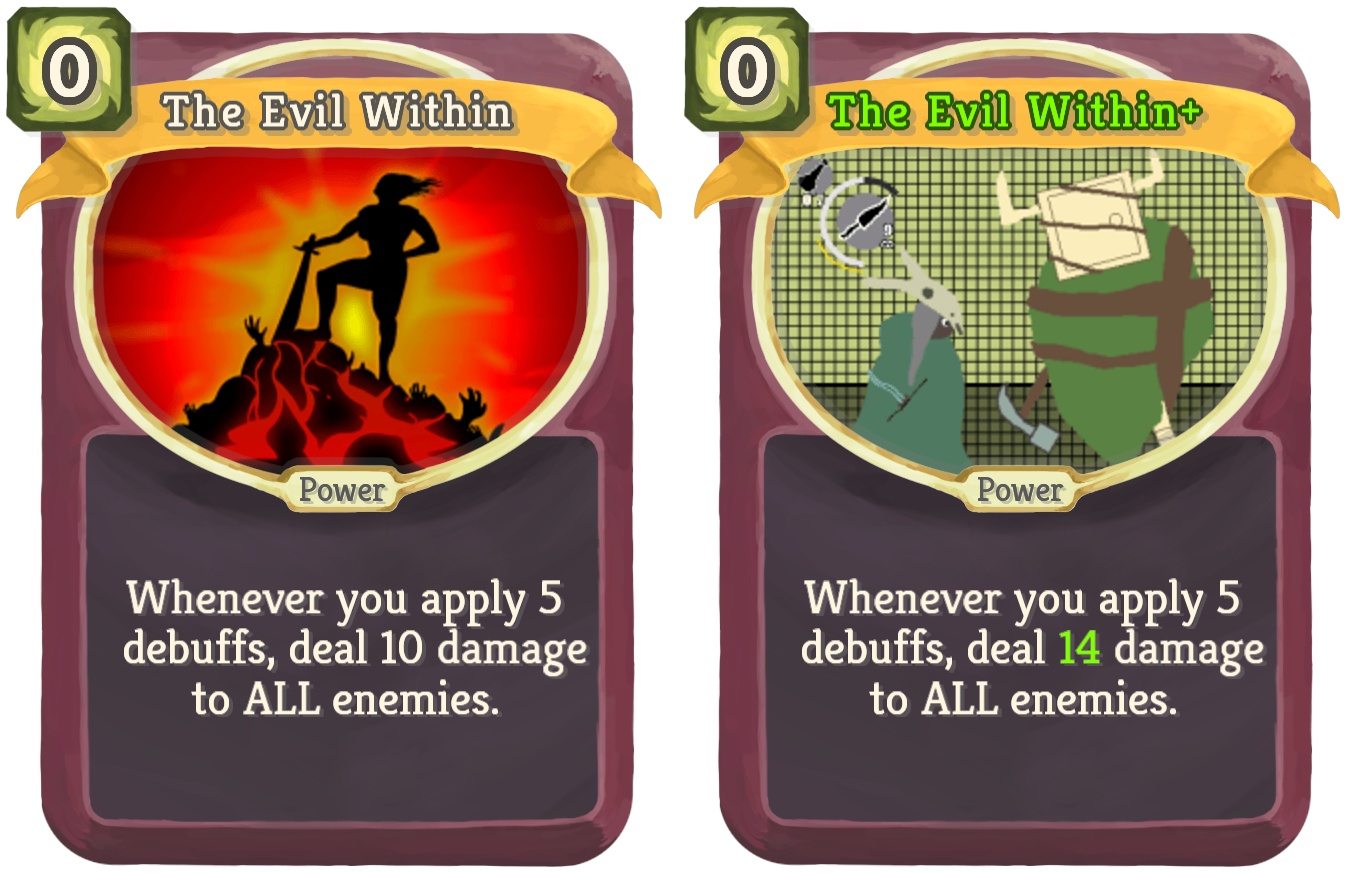 0
The Evil Within
Power
Whenever you apply 5
debuffs, deal 10 damage
to ALL enemies.
0
The Evil Within+
Power
Whenever you apply 5
debuffs, deal 14 damage
to ALL enemies.